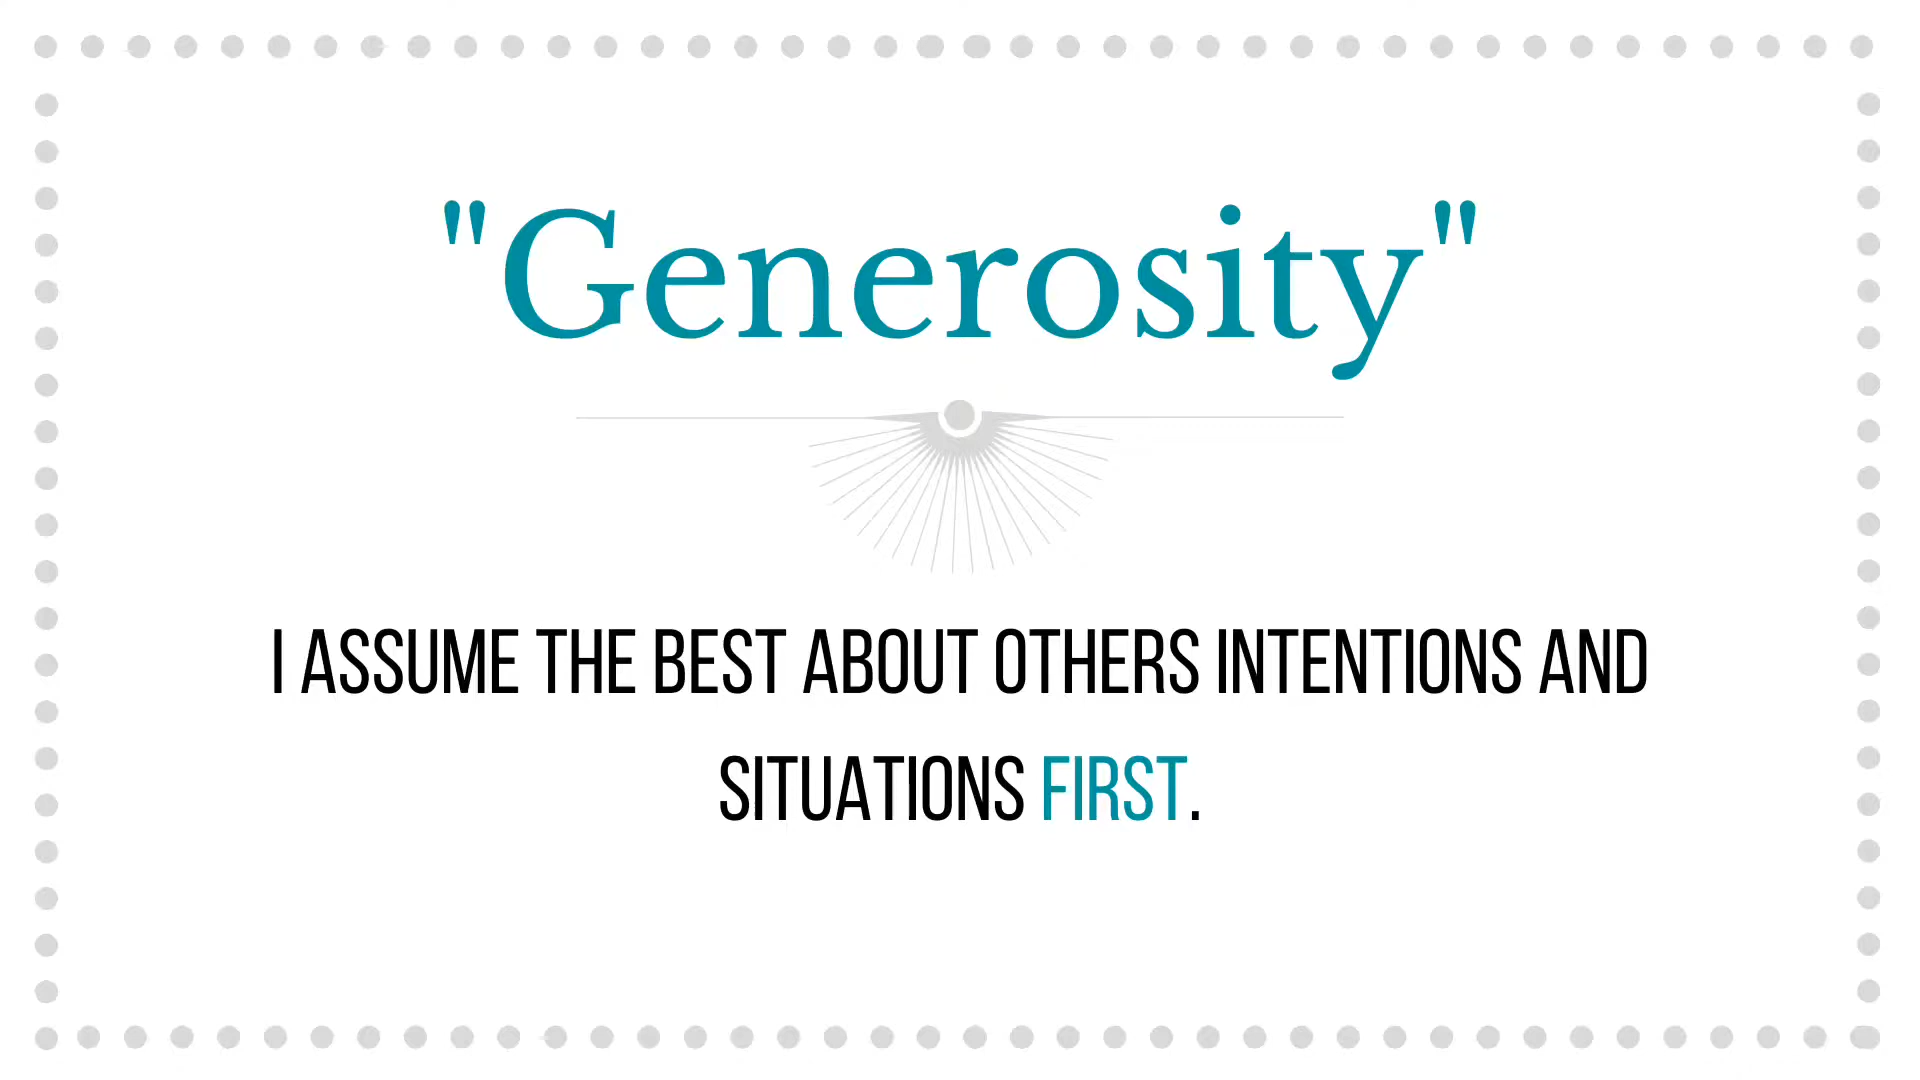 "Generosity"
I ASSUME THE BEST ABOUT OTHERS INTENTIONS AND
SITUATIONS FIRST.